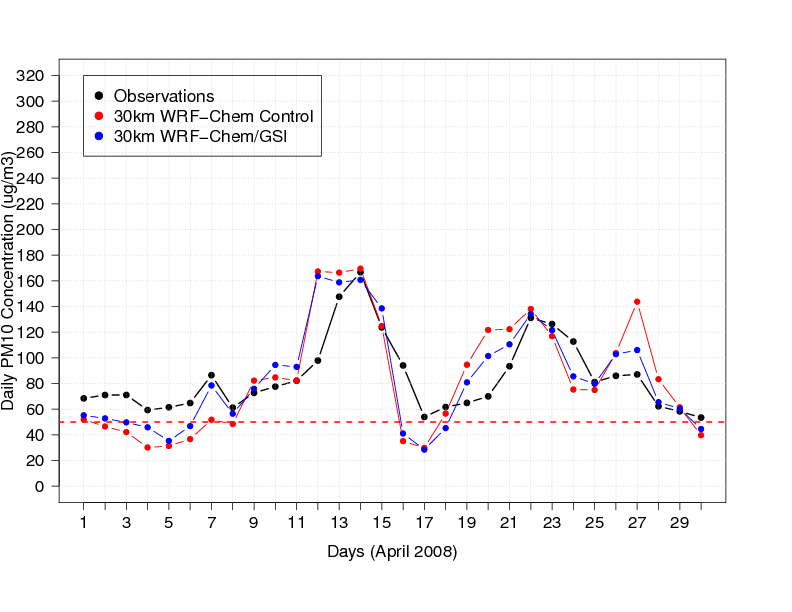 Observations
30km WRF−Chem Control
30km WRF−Chem/GSI
Daily PM10 Concentration (ug/m3)
320
300
280
260
240
220
200
180
160
140
120
100
80
60
40
20
0
1 3 5 7 9 11 13 15 17 19 21 23 25 27 29
Days (April 2008)